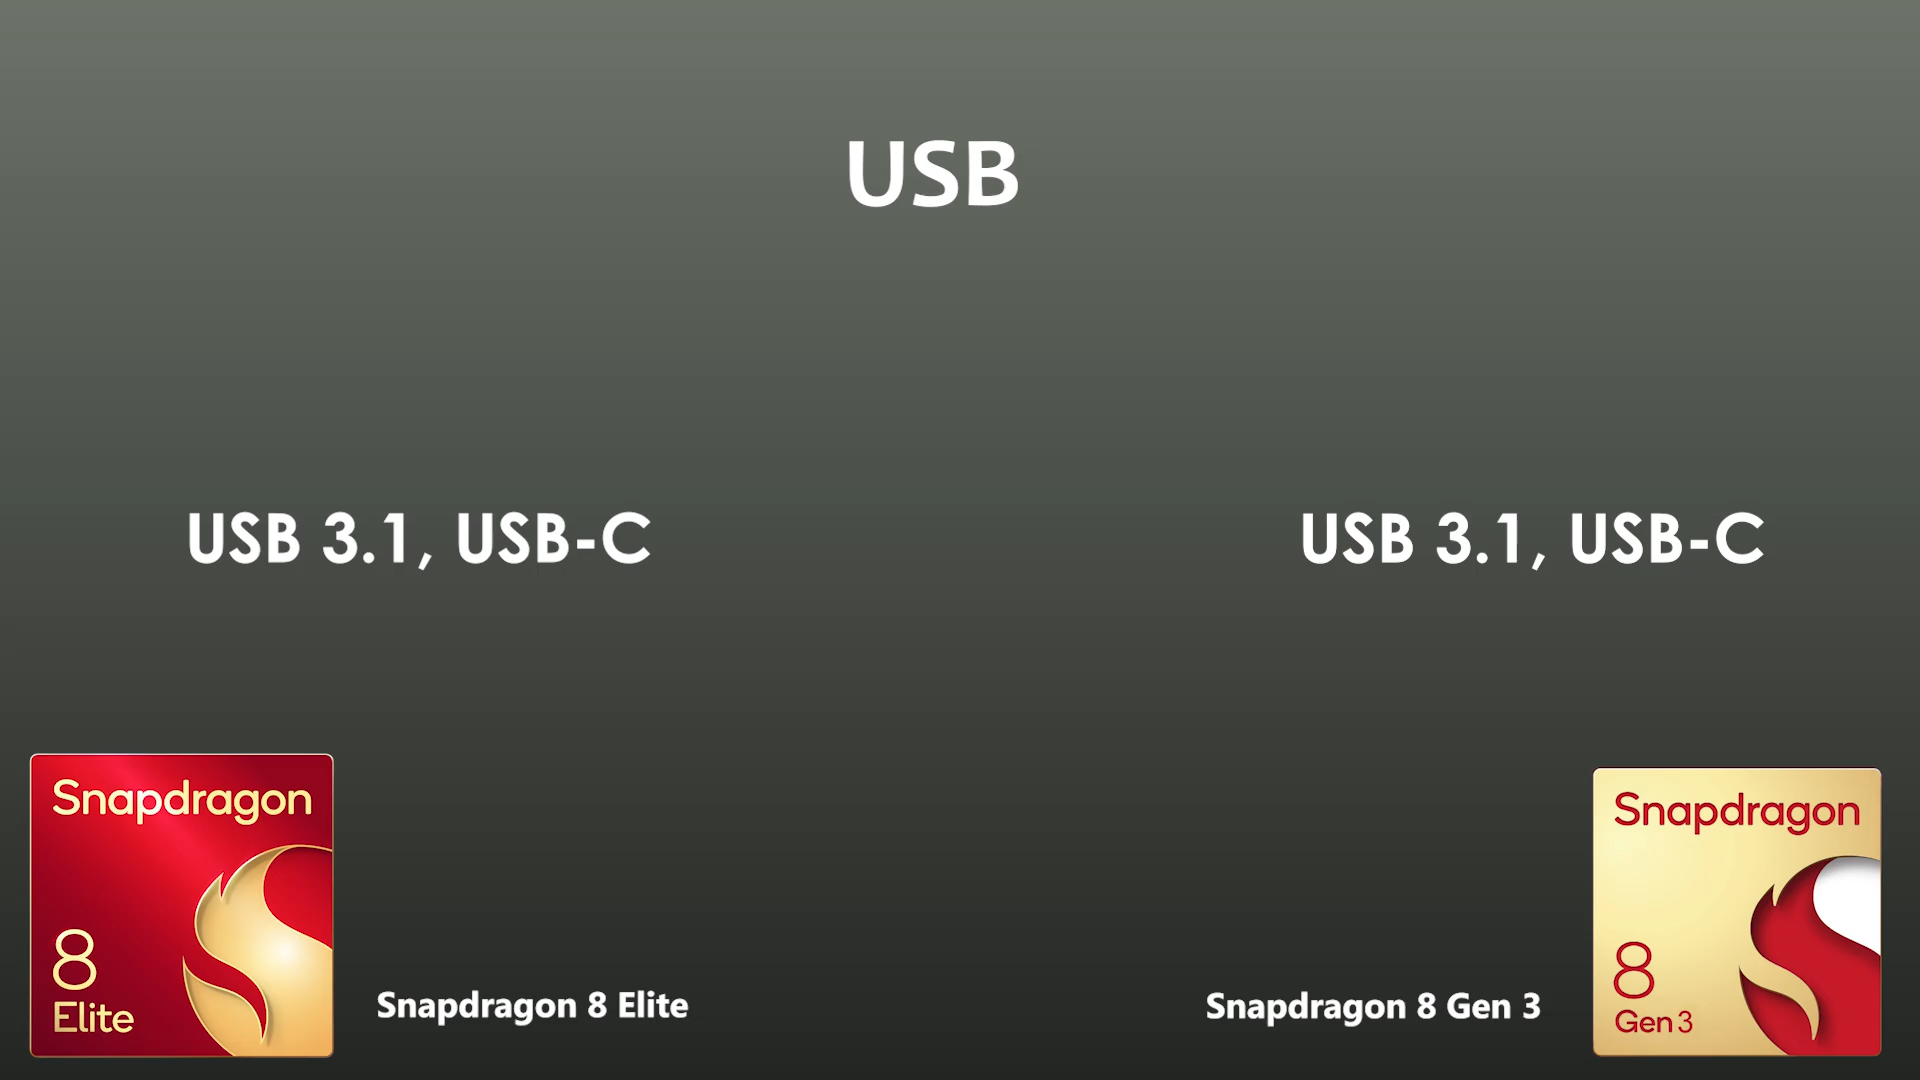 USB
USB 3.1, USB-C
USB 3.1, USB-C
Snapdragon
8
Elite
Snapdragon 8 Elite
Snapdragon 8 Gen 3
Snapdragon
8
Gen 3